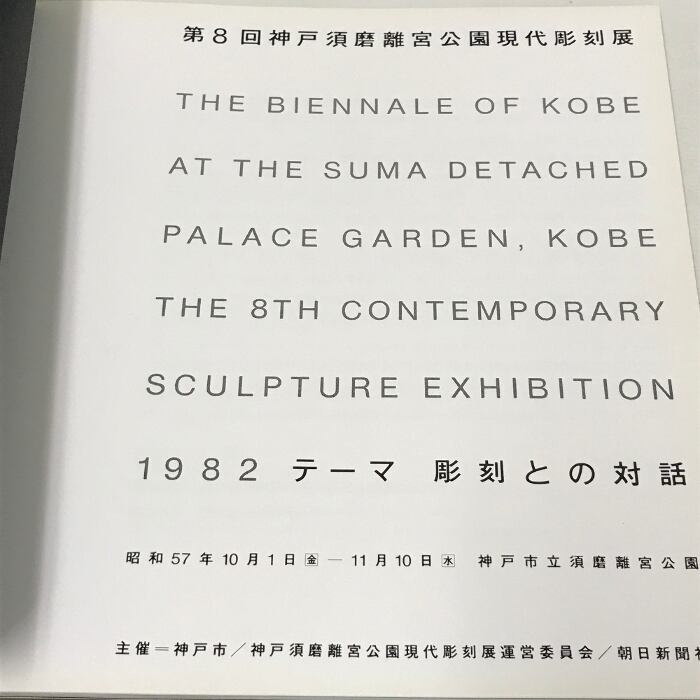 第8回神戸須磨離宮公園現代彫刻展
THE BIENNALE OF KOBE
AT THE SUMA DETACHED
PALACE GARDEN, KOBE
THE 8TH CONTEMPORARY
SCULPTURE EXHIBITION
1982 テーマ 彫刻との対話
昭和57年10月1日金—11月10日水 神戸市立須磨離宮公園
主催=神戸市/神戸須磨離宮公園現代彫刻展運営委員会/朝日新聞社